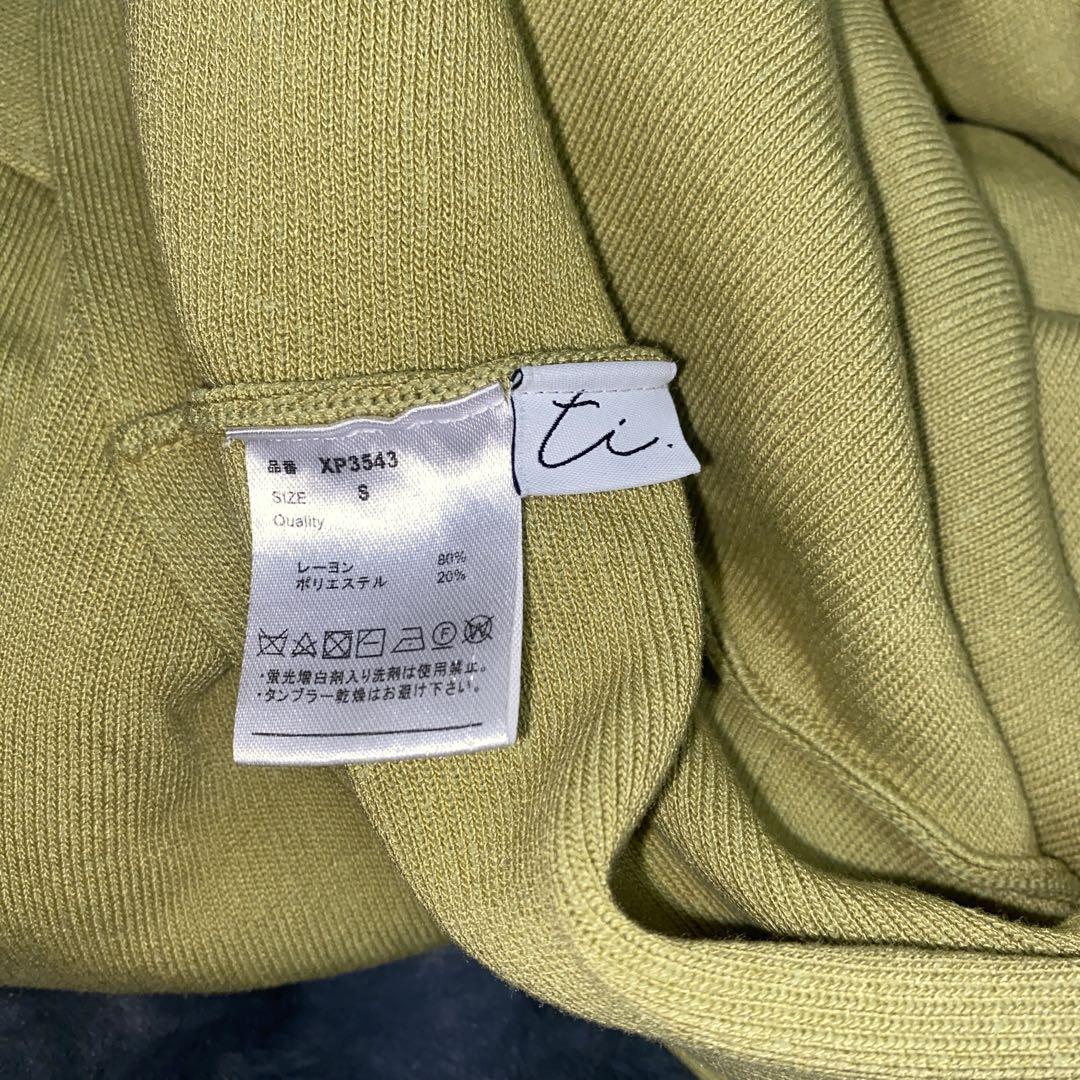 ti.
品番 XP3543
SIZE S
Quality
レーヨン 80%
ポリエステル 20%
・蛍光増白剤入り洗剤は使用禁止。
・タンブラー乾燥はお避け下さい。